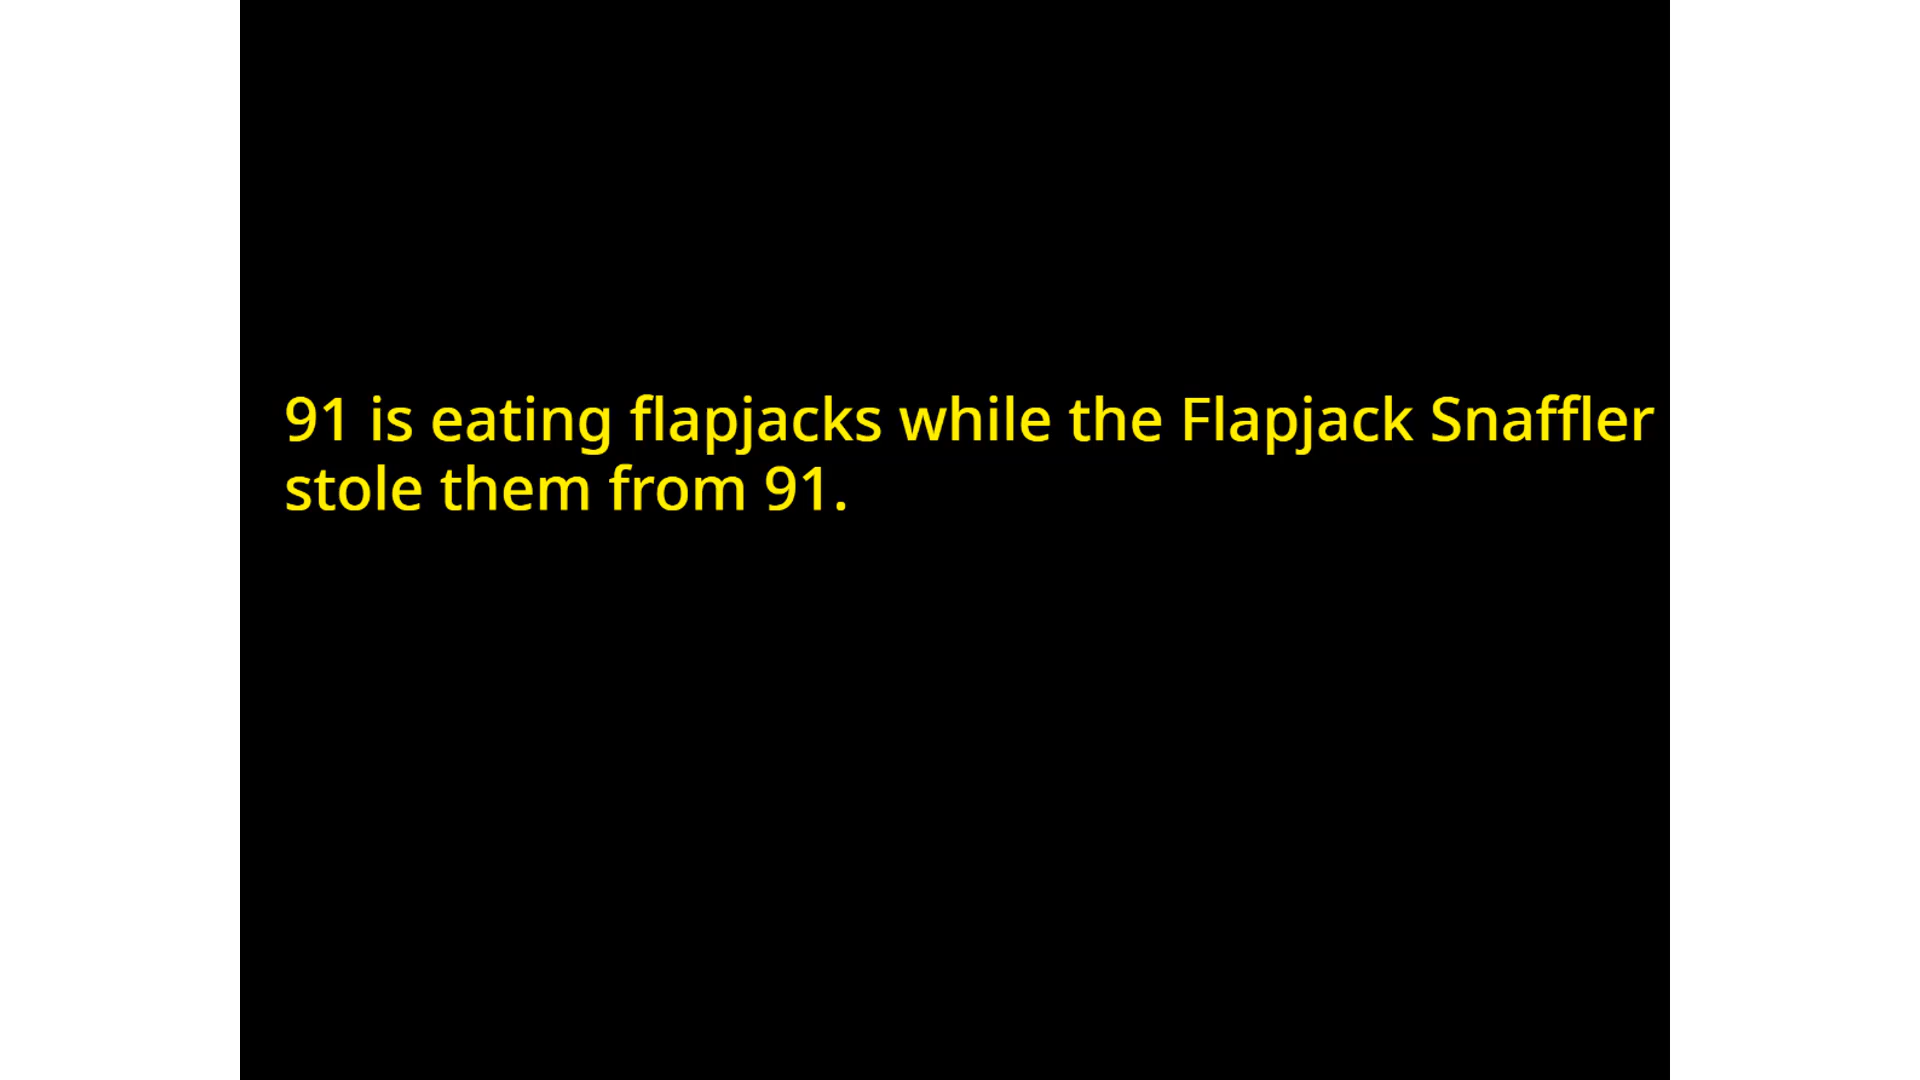 91 is eating flapjacks while the Flapjack Snaffler
stole them from 91.